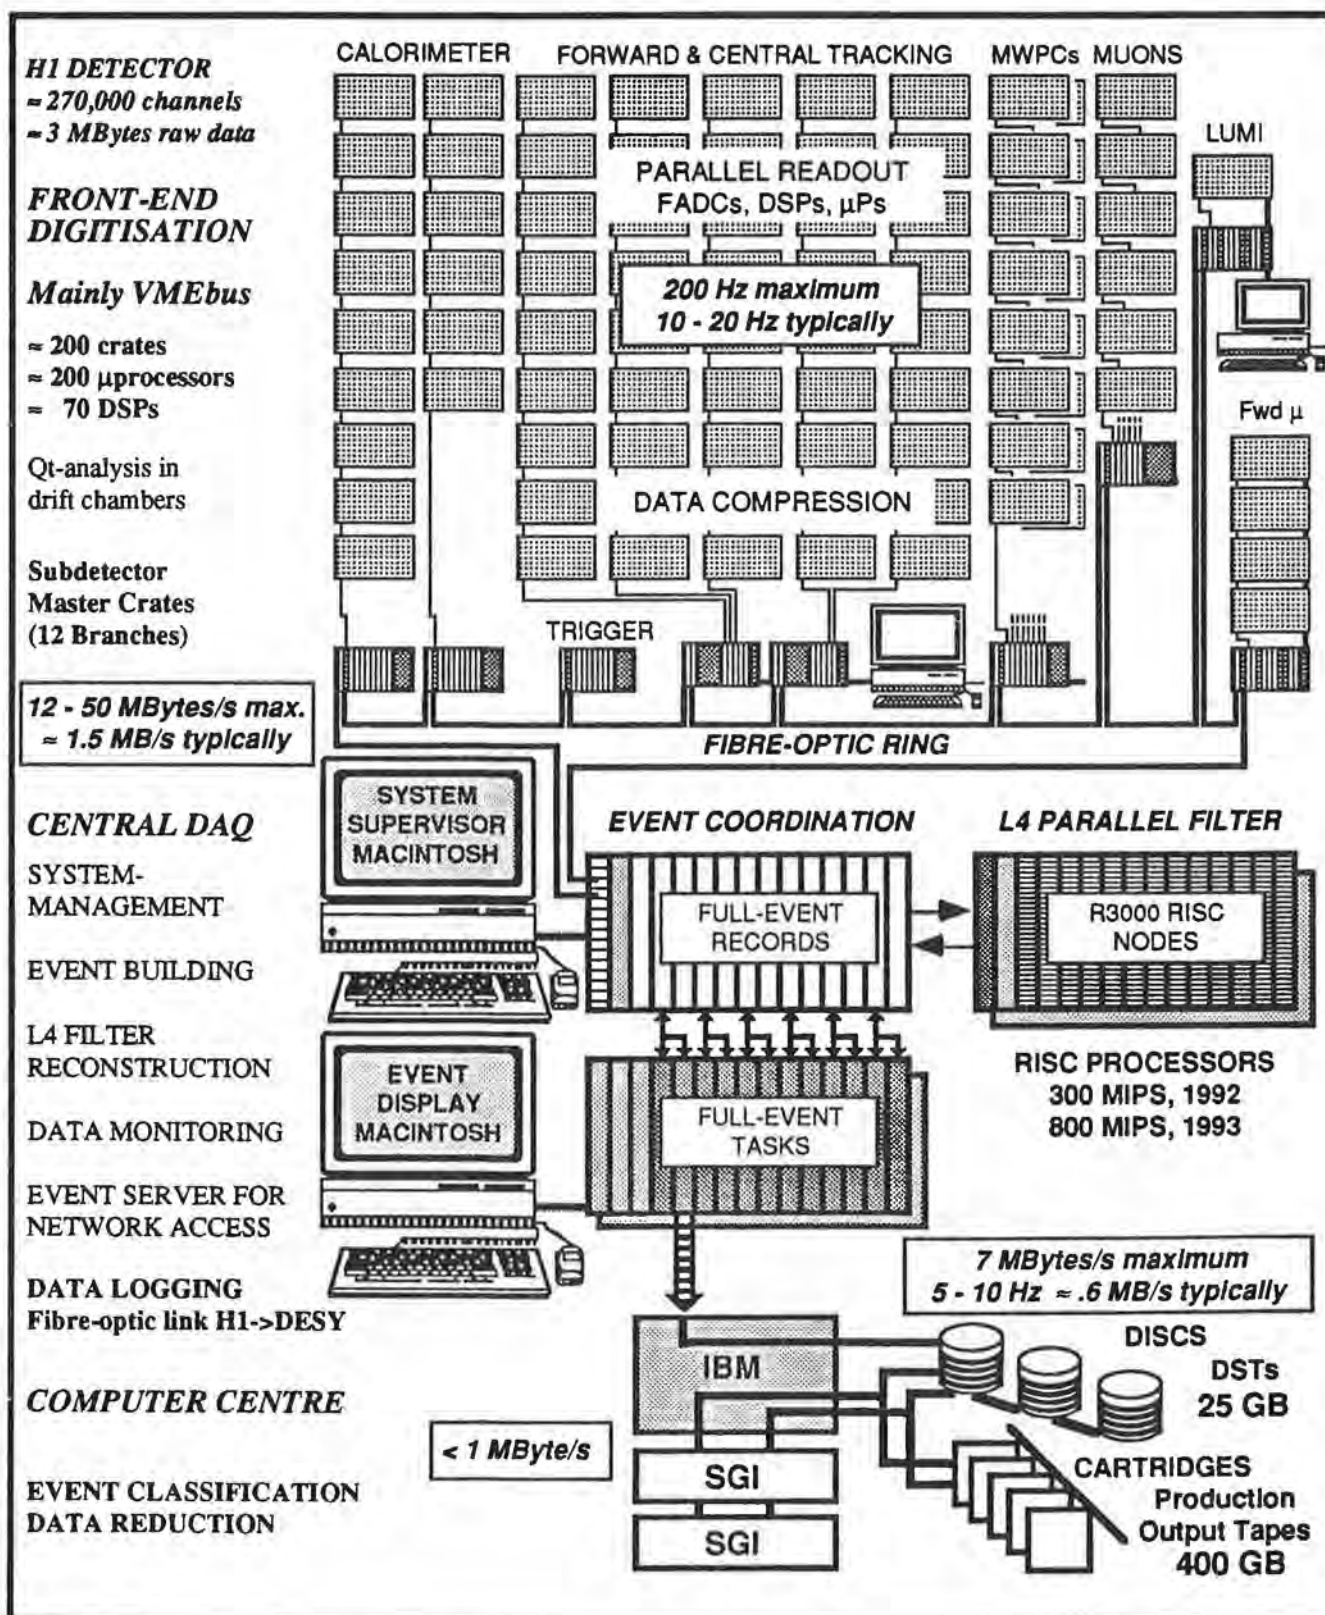 CALORIMETER
FORWARD & CENTRAL TRACKING
MWPCs
MUONS
H1 DETECTOR
≈ 270,000 channels
≈ 3 MBytes raw data
LUMI
PARALLEL READOUT
FADCs, DSPs, µPs
FRONT-END
DIGITISATION
Mainly VMEbus
200 Hz maximum
10 - 20 Hz typically
≈ 200 crates
≈ 200 µprocessors
≈ 70 DSPs
Fwd µ
Qt-analysis in
drift chambers
DATA COMPRESSION
Subdetector
Master Crates
(12 Branches)
TRIGGER
12 - 50 MBytes/s max.
≈ 1.5 MB/s typically
FIBRE-OPTIC RING
CENTRAL DAQ
SYSTEM-
MANAGEMENT
EVENT BUILDING
L4 FILTER
RECONSTRUCTION
DATA MONITORING
EVENT SERVER FOR
NETWORK ACCESS
DATA LOGGING
Fibre-optic link H1->DESY
SYSTEM
SUPERVISOR
MACINTOSH
EVENT COORDINATION
L4 PARALLEL FILTER
FULL-EVENT
RECORDS
R3000 RISC
NODES
EVENT
DISPLAY
MACINTOSH
FULL-EVENT
TASKS
RISC PROCESSORS
300 MIPS, 1992
800 MIPS, 1993
7 MBytes/s maximum
5 - 10 Hz ≈ .6 MB/s typically
COMPUTER CENTRE
EVENT CLASSIFICATION
DATA REDUCTION
< 1 MByte/s
IBM
SGI
SGI
DISCS
DSTs
25 GB
CARTRIDGES
Production
Output Tapes
400 GB